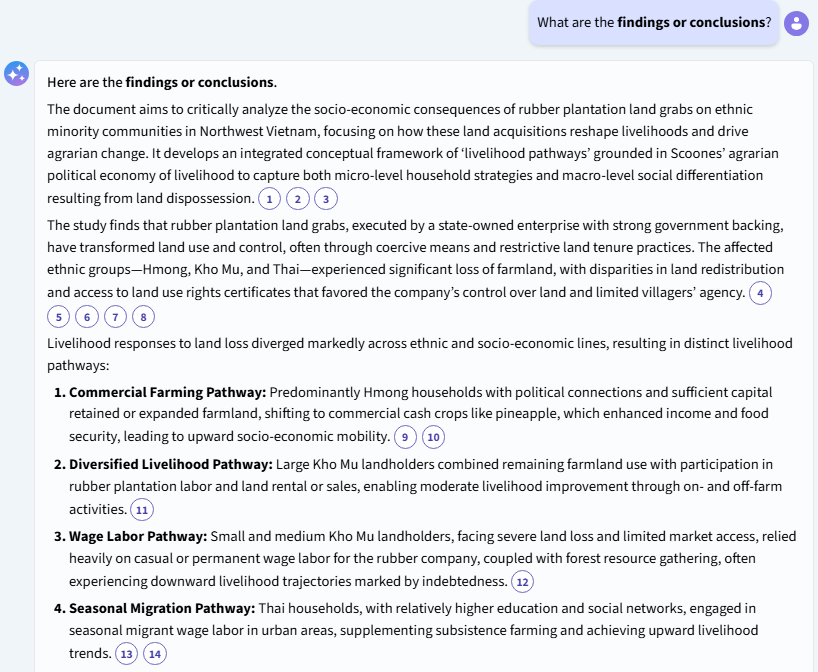 What are the findings or conclusions?
Here are the findings or conclusions.
The document aims to critically analyze the socio-economic consequences of rubber plantation land grabs on ethnic
minority communities in Northwest Vietnam, focusing on how these land acquisitions reshape livelihoods and drive
agrarian change. It develops an integrated conceptual framework of ‘livelihood pathways’ grounded in Scoones’ agrarian
political economy of livelihood to capture both micro-level household strategies and macro-level social differentiation
resulting from land dispossession. 1 2 3
The study finds that rubber plantation land grabs, executed by a state-owned enterprise with strong government backing,
have transformed land use and control, often through coercive means and restrictive land tenure practices. The affected
ethnic groups—Hmong, Kho Mu, and Thai—experienced significant loss of farmland, with disparities in land redistribution
and access to land use rights certificates that favored the company’s control over land and limited villagers’ agency. 4
5 6 7 8
Livelihood responses to land loss diverged markedly across ethnic and socio-economic lines, resulting in distinct livelihood
pathways:
1. Commercial Farming Pathway: Predominantly Hmong households with political connections and sufficient capital
retained or expanded farmland, shifting to commercial cash crops like pineapple, which enhanced income and food
security, leading to upward socio-economic mobility. 9 10
2. Diversified Livelihood Pathway: Large Kho Mu landholders combined remaining farmland use with participation in
rubber plantation labor and land rental or sales, enabling moderate livelihood improvement through on- and off-farm
activities. 11
3. Wage Labor Pathway: Small and medium Kho Mu landholders, facing severe land loss and limited market access, relied
heavily on casual or permanent wage labor for the rubber company, coupled with forest resource gathering, often
experiencing downward livelihood trajectories marked by indebtedness. 12
4. Seasonal Migration Pathway: Thai households, with relatively higher education and social networks, engaged in
seasonal migrant wage labor in urban areas, supplementing subsistence farming and achieving upward livelihood
trends. 13 14